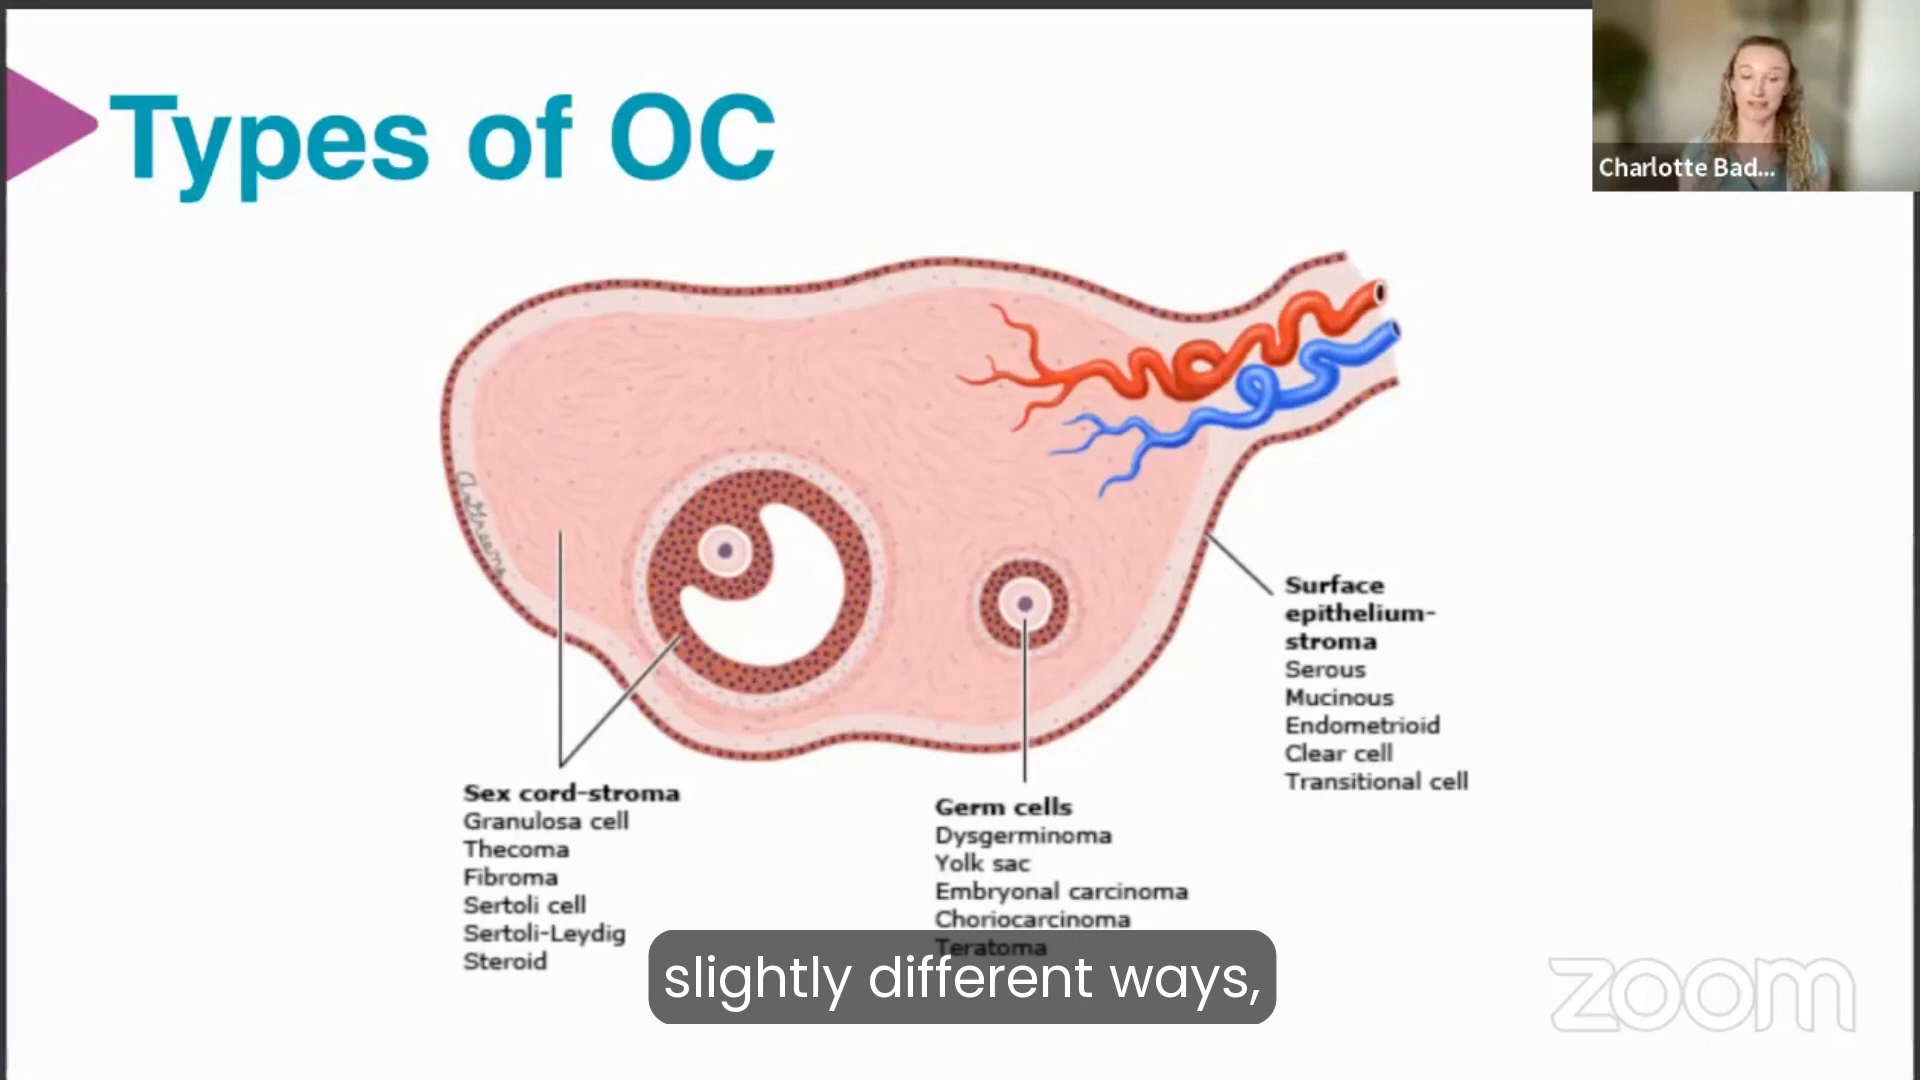 Types of OC
Charlotte Bad...
Surface
epithelium-
stroma
Serous
Mucinous
Endometrioid
Clear cell
Transitional cell
Sex cord-stroma
Granulosa cell
Thecoma
Fibroma
Sertoli cell
Sertoli-Leydig
Steroid
Germ cells
Dysgerminoma
Yolk sac
Embryonal carcinoma
Choriocarcinoma
Teratoma
slightly different ways,
zoom